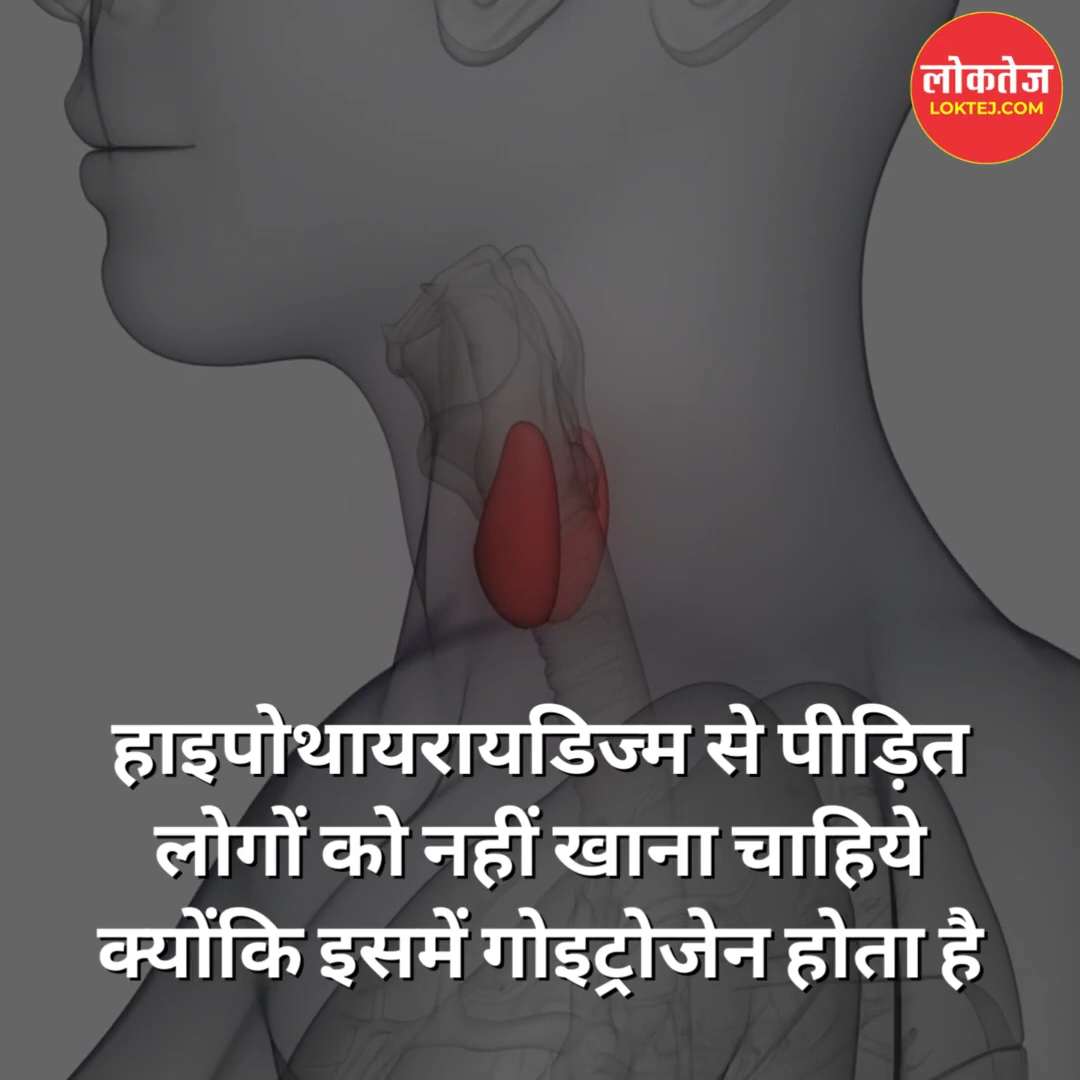 लोकतेज
LOKTEJ.COM
हाइपोथायरायडिज्म से पीड़ित
लोगों को नहीं खाना चाहिये
क्योंकि इसमें गोइट्रोजेन होता है